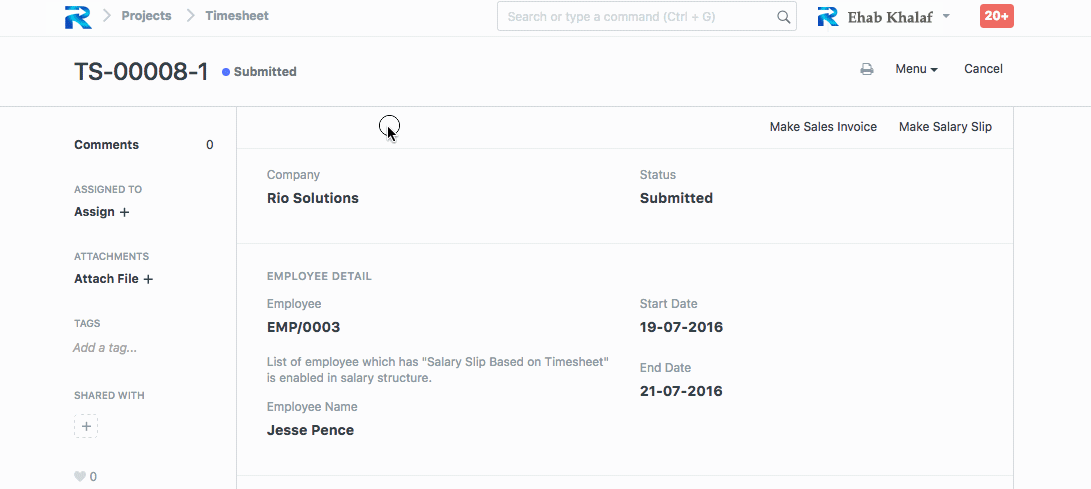 Projects Timesheet Search or type a command (Ctrl + G) Ehab Khalaf 20+
TS-00008-1 Submitted Menu Cancel
Make Sales Invoice Make Salary Slip
Comments 0
ASSIGNED TO
Assign +
ATTACHMENTS
Attach File +
TAGS
Add a tag...
SHARED WITH
+
0
Company
Rio Solutions
Status
Submitted
EMPLOYEE DETAIL
Employee
EMP/0003
List of employee which has "Salary Slip Based on Timesheet"
is enabled in salary structure.
Employee Name
Jesse Pence
Start Date
19-07-2016
End Date
21-07-2016